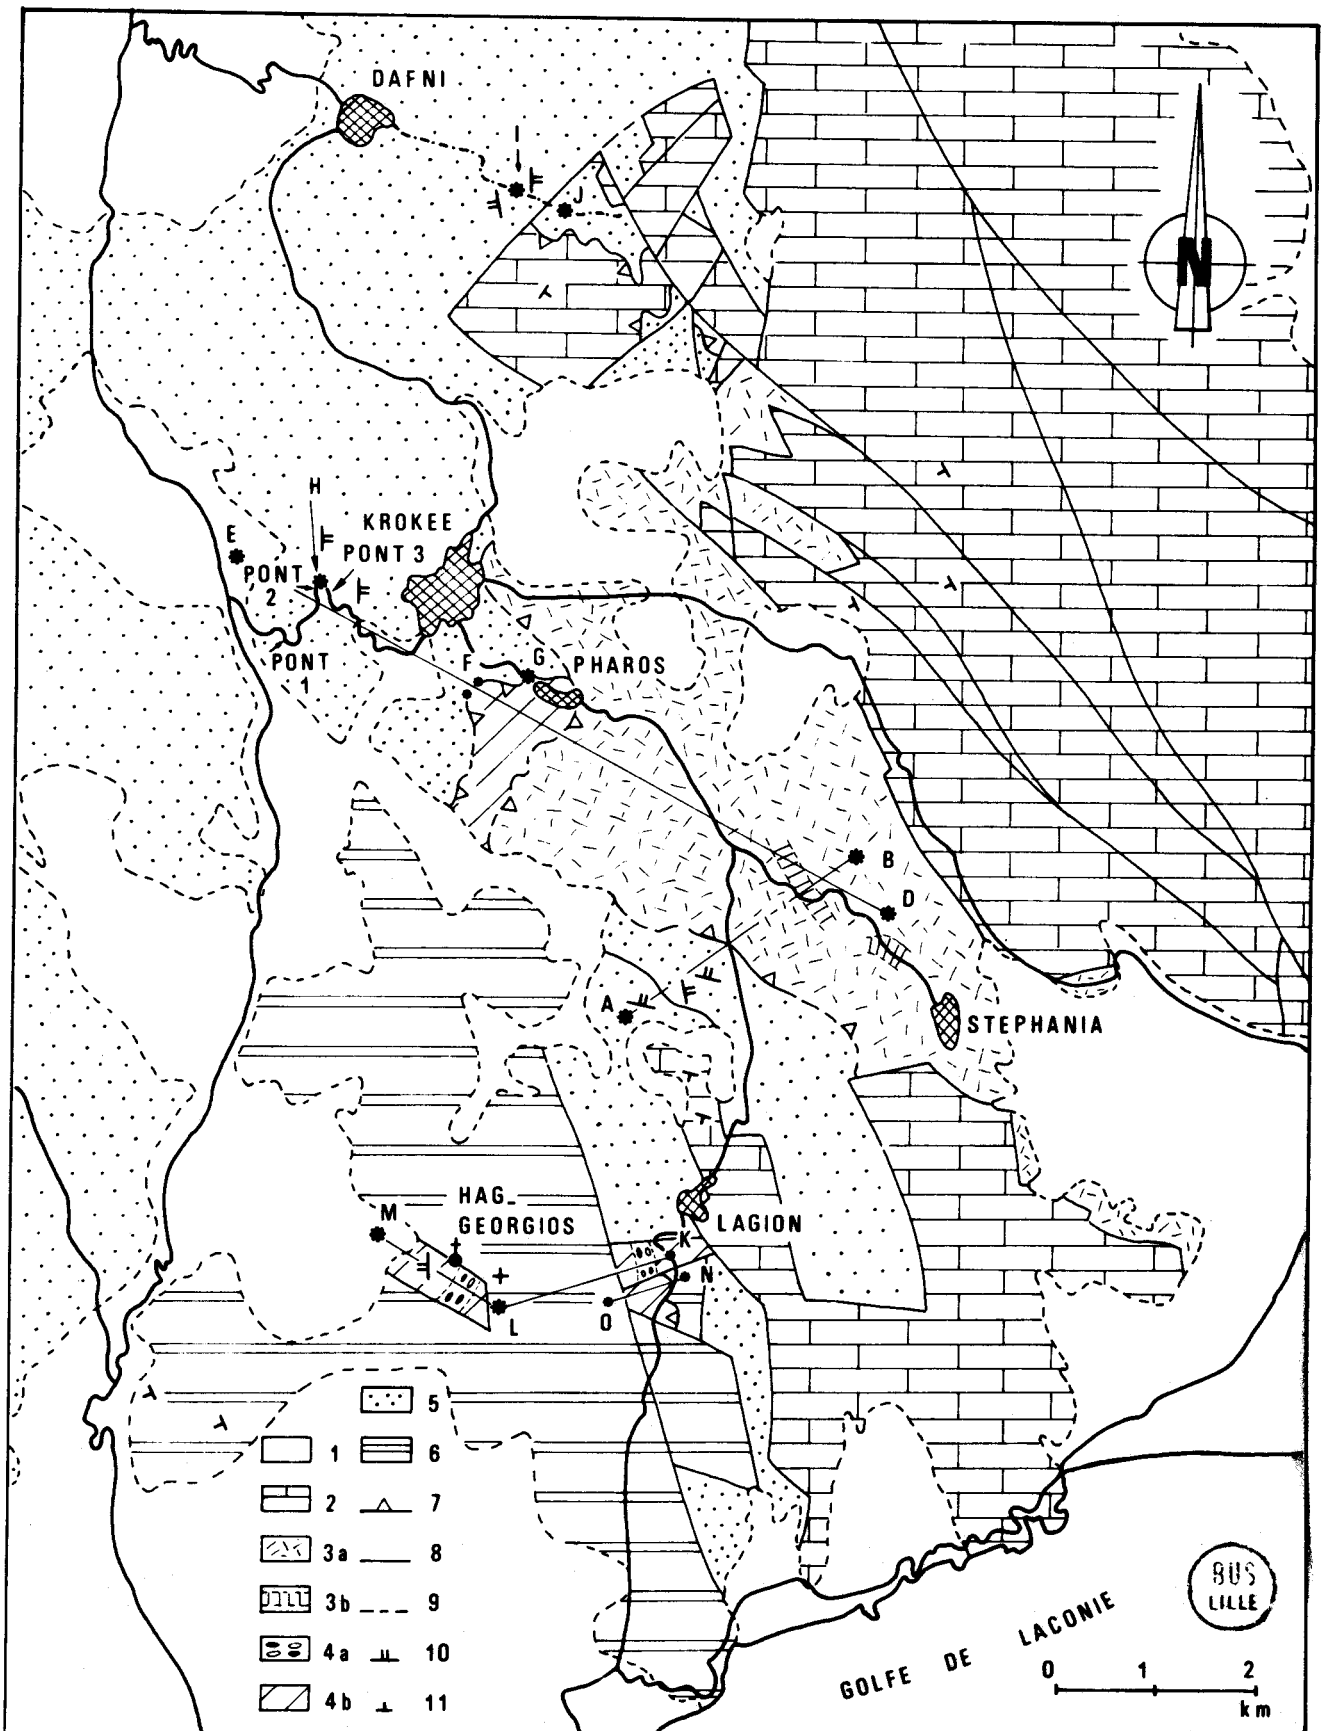 DAFNI
I
J
N
H
KROKEE
E
PONT 3
PONT
2
PONT
1
F
G
PHAROS
B
D
A
STEPHANIA
M
HAG_
GEORGIOS
K
LAGION
N
L
O
5
1
6
2
7
3a
8
3b
9
4a
10
4b
11
BUS
LILLE
GOLFE DE LACONIE
0 1 2
km